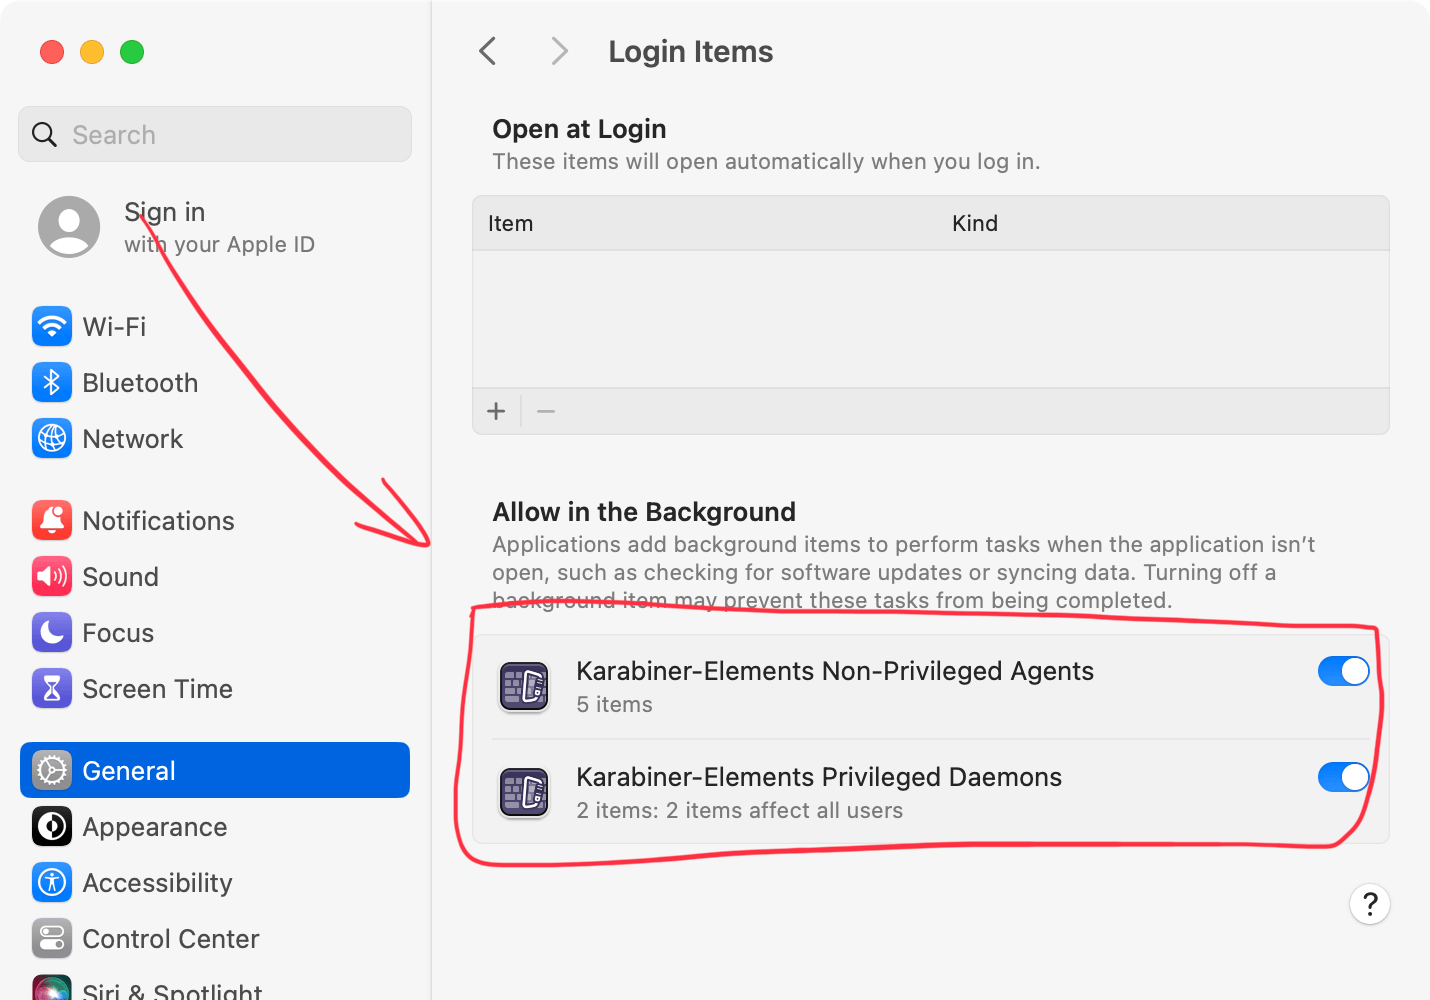 Login Items
Search
Sign in
with your Apple ID
Wi-Fi
Bluetooth
Network
Notifications
Sound
Focus
Screen Time
General
Appearance
Accessibility
Control Center
Siri & Spotlight
Open at Login
These items will open automatically when you log in.
Item Kind
+ −
Allow in the Background
Applications add background items to perform tasks when the application isn’t
open, such as checking for software updates or syncing data. Turning off a
background item may prevent these tasks from being completed.
Karabiner-Elements Non-Privileged Agents
5 items
Karabiner-Elements Privileged Daemons
2 items: 2 items affect all users
?